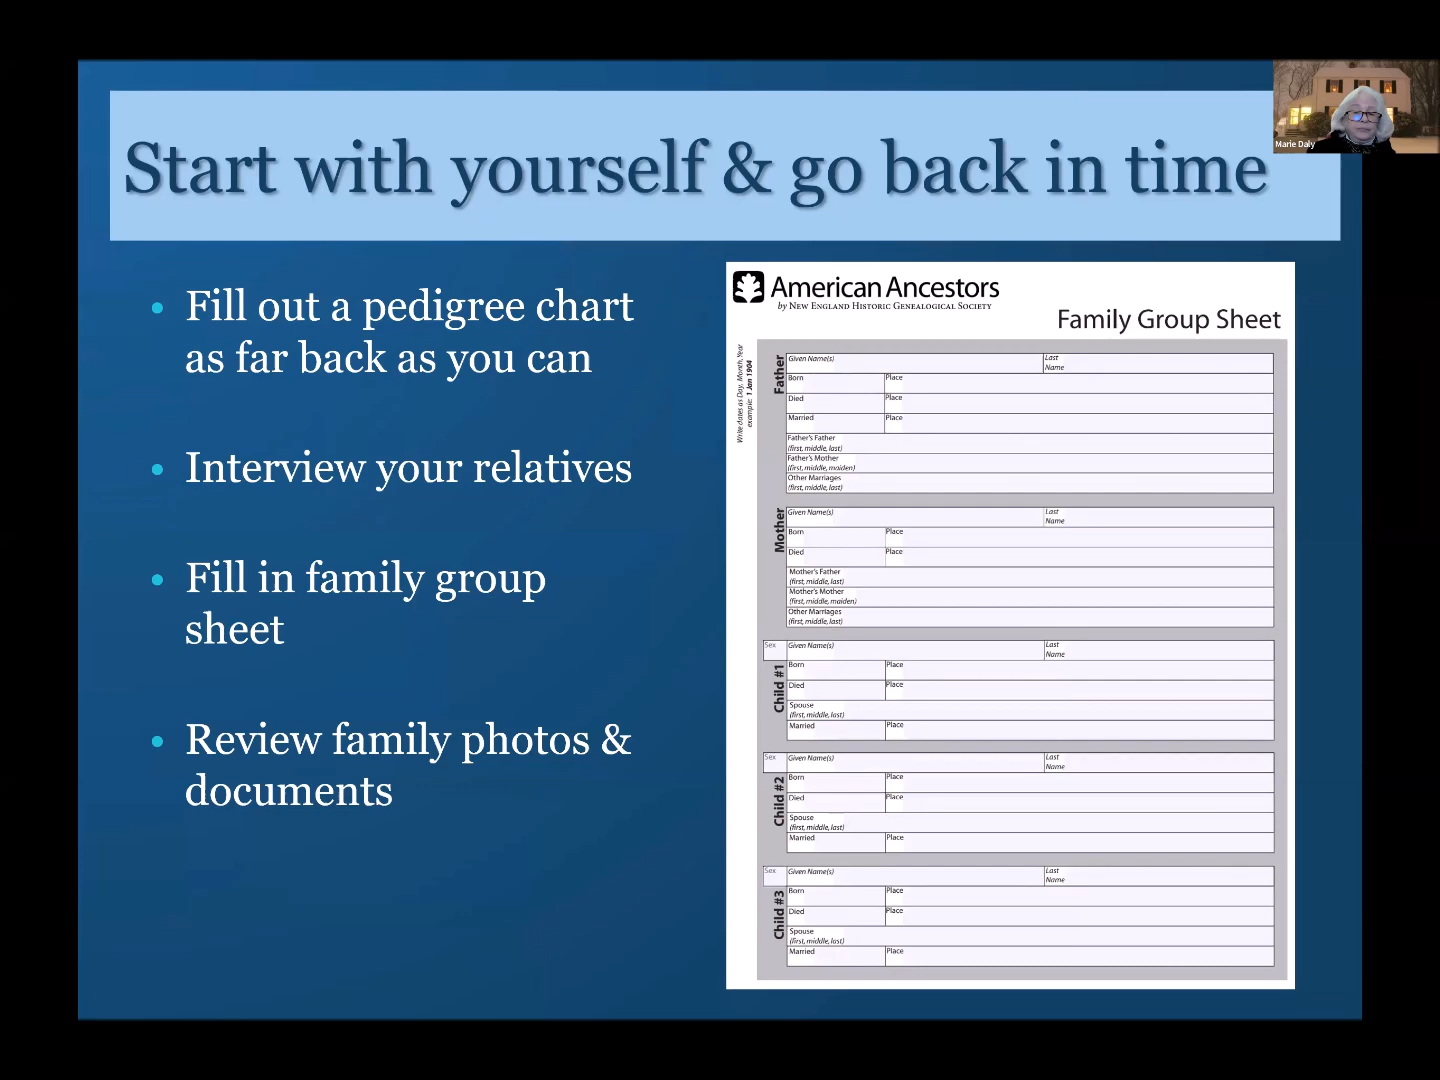 Start with yourself & go back in time
Marie Daly
• Fill out a pedigree chart
as far back as you can
• Interview your relatives
• Fill in family group
sheet
• Review family photos &
documents
American Ancestors
by NEW ENGLAND HISTORIC GENEALOGICAL SOCIETY
Family Group Sheet
Write dates as Day, Month, Year
example: 1 Jan 1904
Father
Given Name(s) Last
Name
Born Place
Died Place
Married Place
Father's Father
(first, middle, last)
Father's Mother
(first, middle, maiden)
Other Marriages
(first, middle, last)
Mother
Given Name(s) Last
Name
Born Place
Died Place
Mother's Father
(first, middle, last)
Mother's Mother
(first, middle, maiden)
Other Marriages
(first, middle, last)
Child #1
Sex Given Name(s) Last
Name
Born Place
Died Place
Spouse
(first, middle, last)
Married Place
Child #2
Sex Given Name(s) Last
Name
Born Place
Died Place
Spouse
(first, middle, last)
Married Place
Child #3
Sex Given Name(s) Last
Name
Born Place
Died Place
Spouse
(first, middle, last)
Married Place